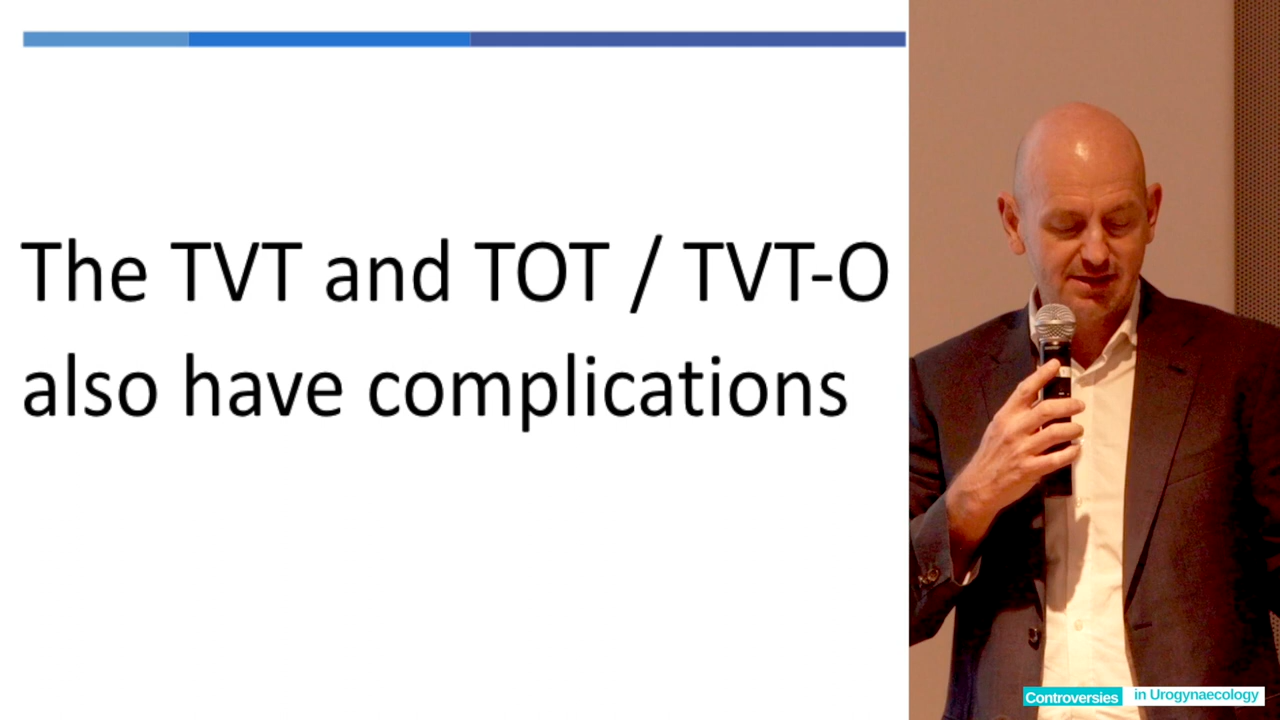 The TVT and TOT / TVT-O
also have complications
Controversies in Urogynaecology